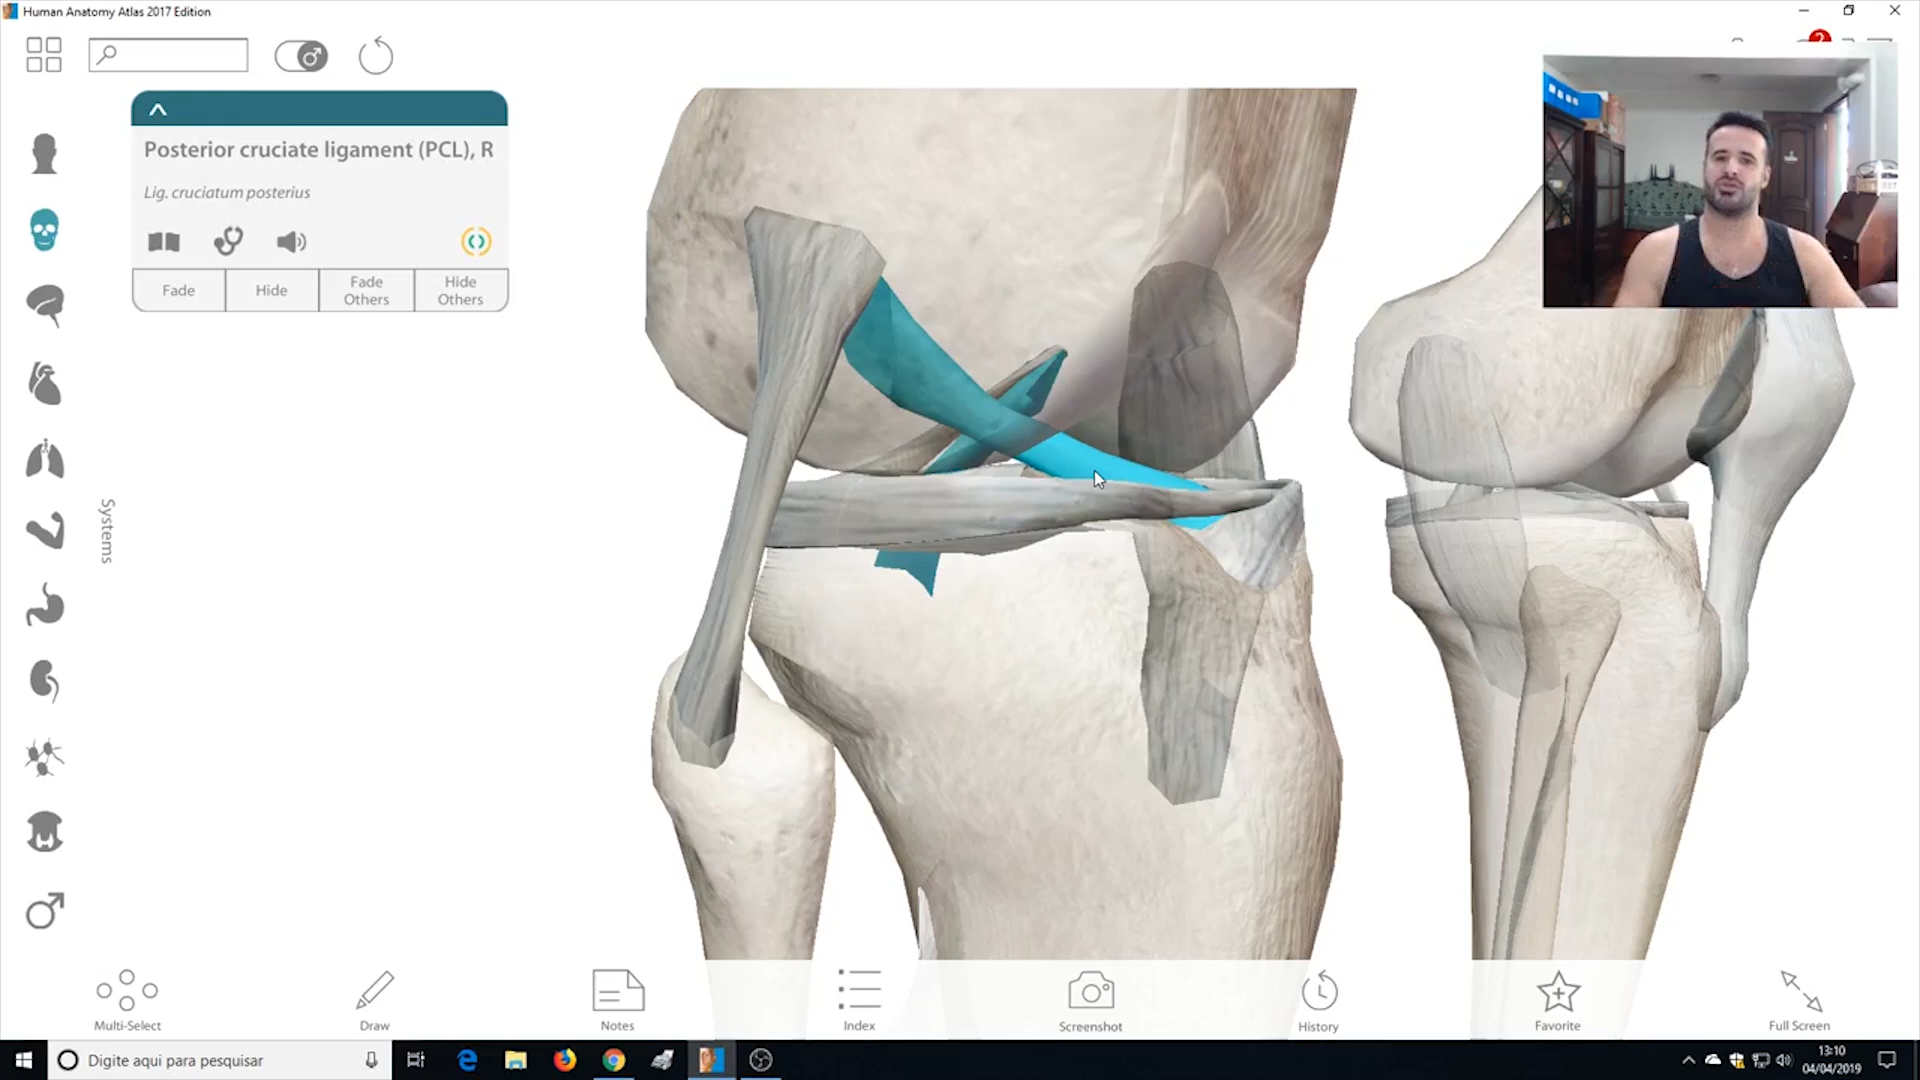 Human Anatomy Atlas 2017 Edition
2
Posterior cruciate ligament (PCL), R
Lig. cruciatum posterius
Fade
Hide
Fade
Others
Hide
Others
Systems
Multi-Select
Draw
Notes
Index
Screenshot
History
Favorite
Full Screen
Digite aqui para pesquisar
13:10
04/04/2019